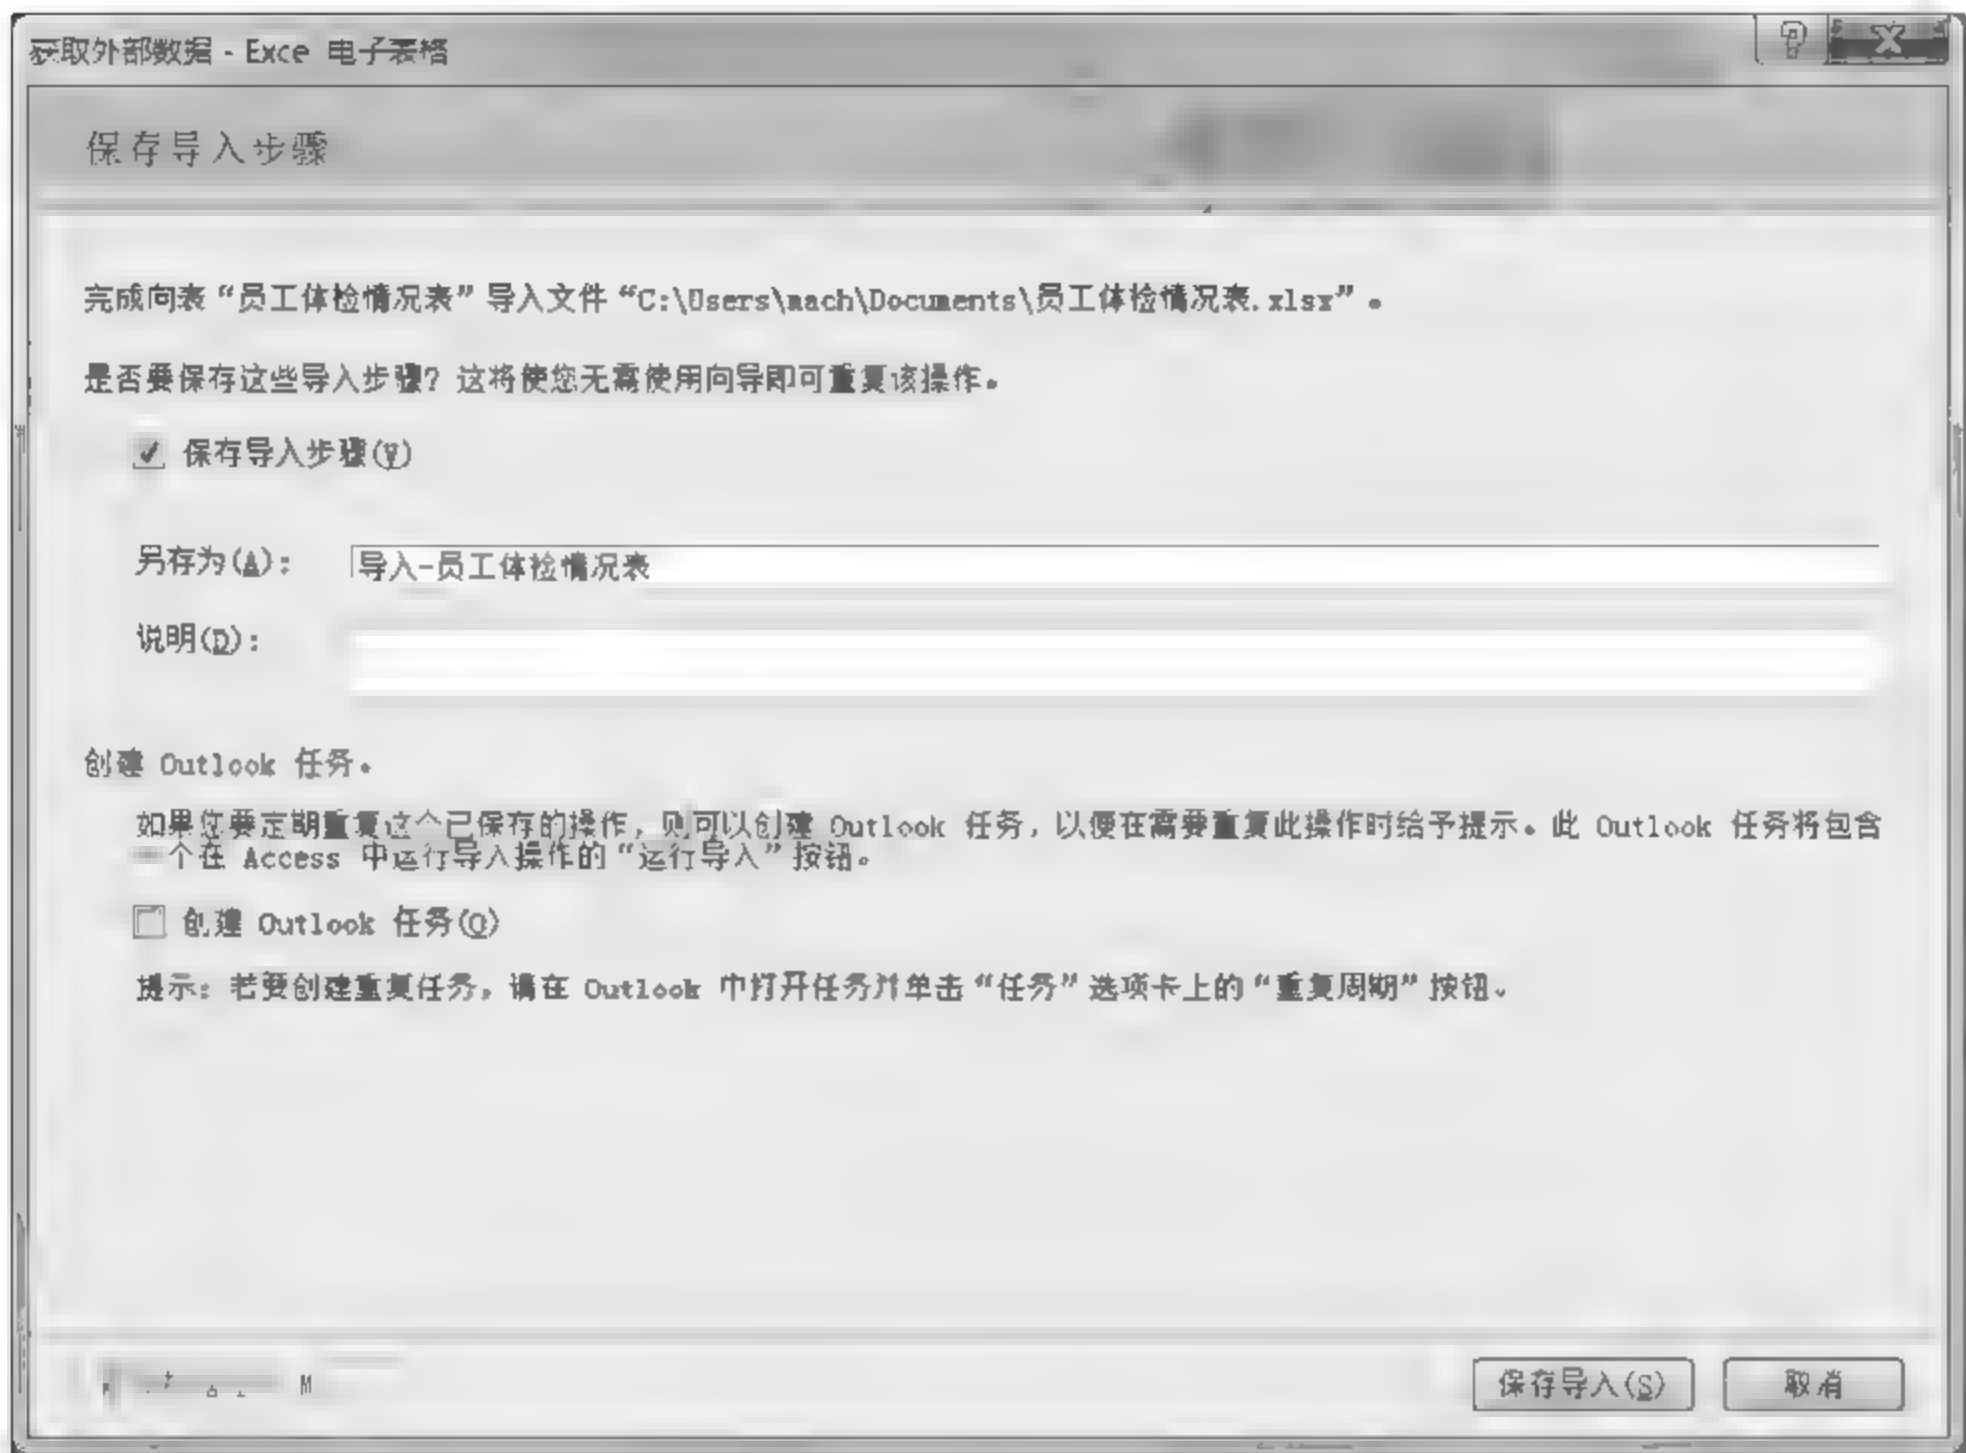 获取外部数据 - Exce 电子表格
保存导入步骤
完成向表“员工体检情况表”导入文件“C:\Users\mach\Documents\员工体检情况表.xlsx”。
是否要保存这些导入步骤? 这将使您无需使用向导即可重复该操作。
保存导入步骤(V)
另存为(A):
导入-员工体检情况表
说明(D):
创建 Outlook 任务。
如果您要定期重复这个已保存的操作, 则可以创建 Outlook 任务, 以便在需要重复此操作时给予提示。此 Outlook 任务将包含
一个在 Access 中运行导入操作的“运行导入”按钮。
创建 Outlook 任务(O)
提示: 若要创建重复任务, 请在 Outlook 中打开任务并单击“任务”选项卡上的“重复周期”按钮。
保存导入(S)
取消